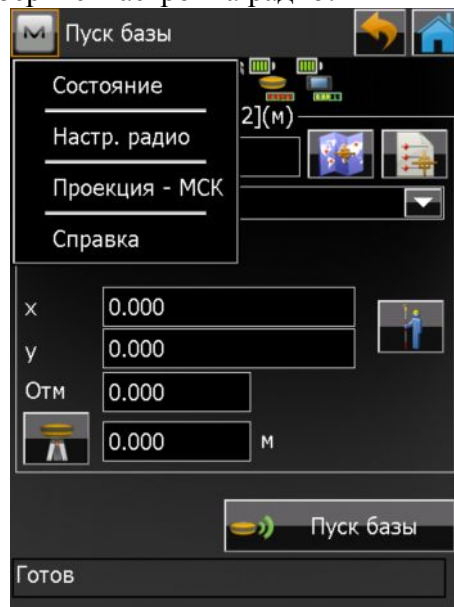 Пуск базы
Состояние
2](м)
Настр. радио
Проекция - МСК
Справка
x 0.000
y 0.000
Отм 0.000
0.000 м
Пуск базы
Готов